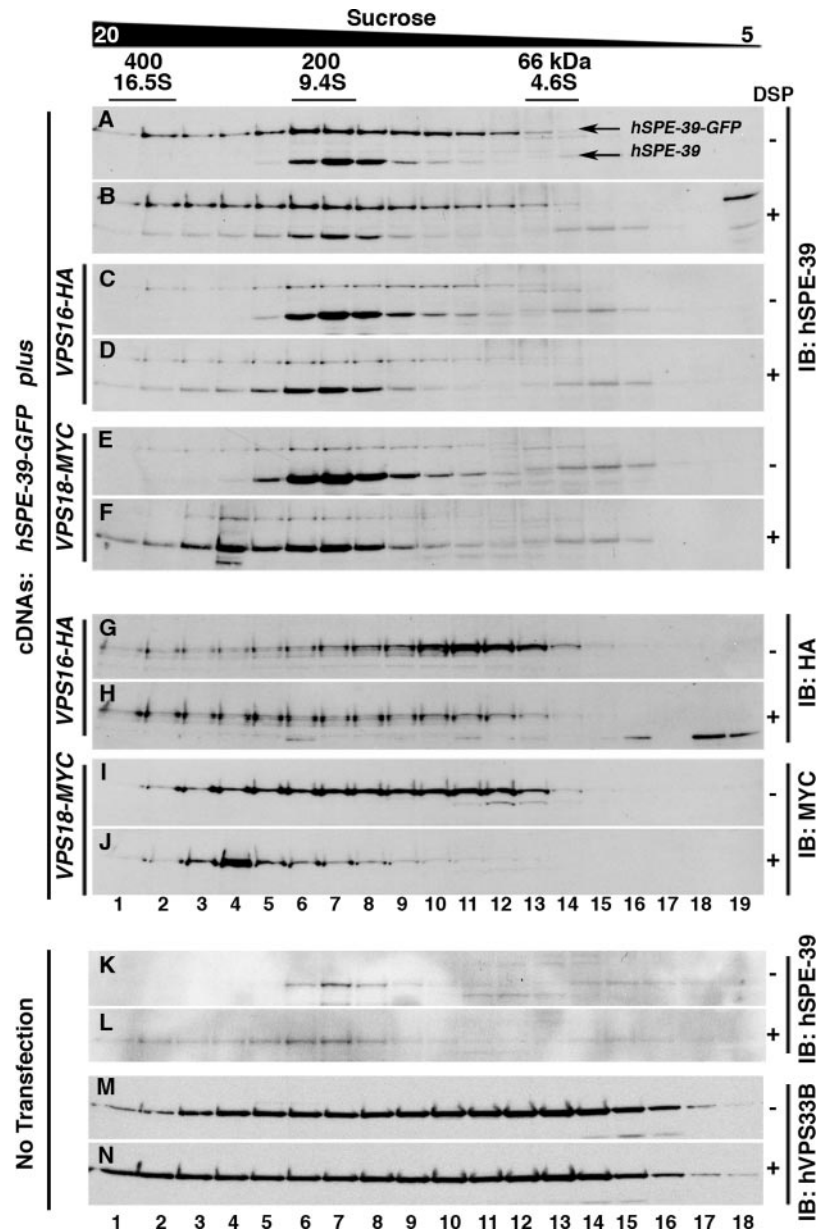 Sucrose
20 5
400 200 66 kDa
16.5S 9.4S 4.6S
DSP
cDNAs: hSPE-39-GFP plus
VPS16-HA
VPS18-MYC
VPS16-HA
VPS18-MYC
A hSPE-39-GFP -
hSPE-39
B +
C -
D +
E -
F +
IB: hSPE-39
G -
H +
IB: HA
I -
J +
IB: MYC
1 2 3 4 5 6 7 8 9 10 11 12 13 14 15 16 17 18 19
No Transfection
K -
L +
IB: hSPE-39
M -
N +
IB: hVPS33B
1 2 3 4 5 6 7 8 9 10 11 12 13 14 15 16 17 18